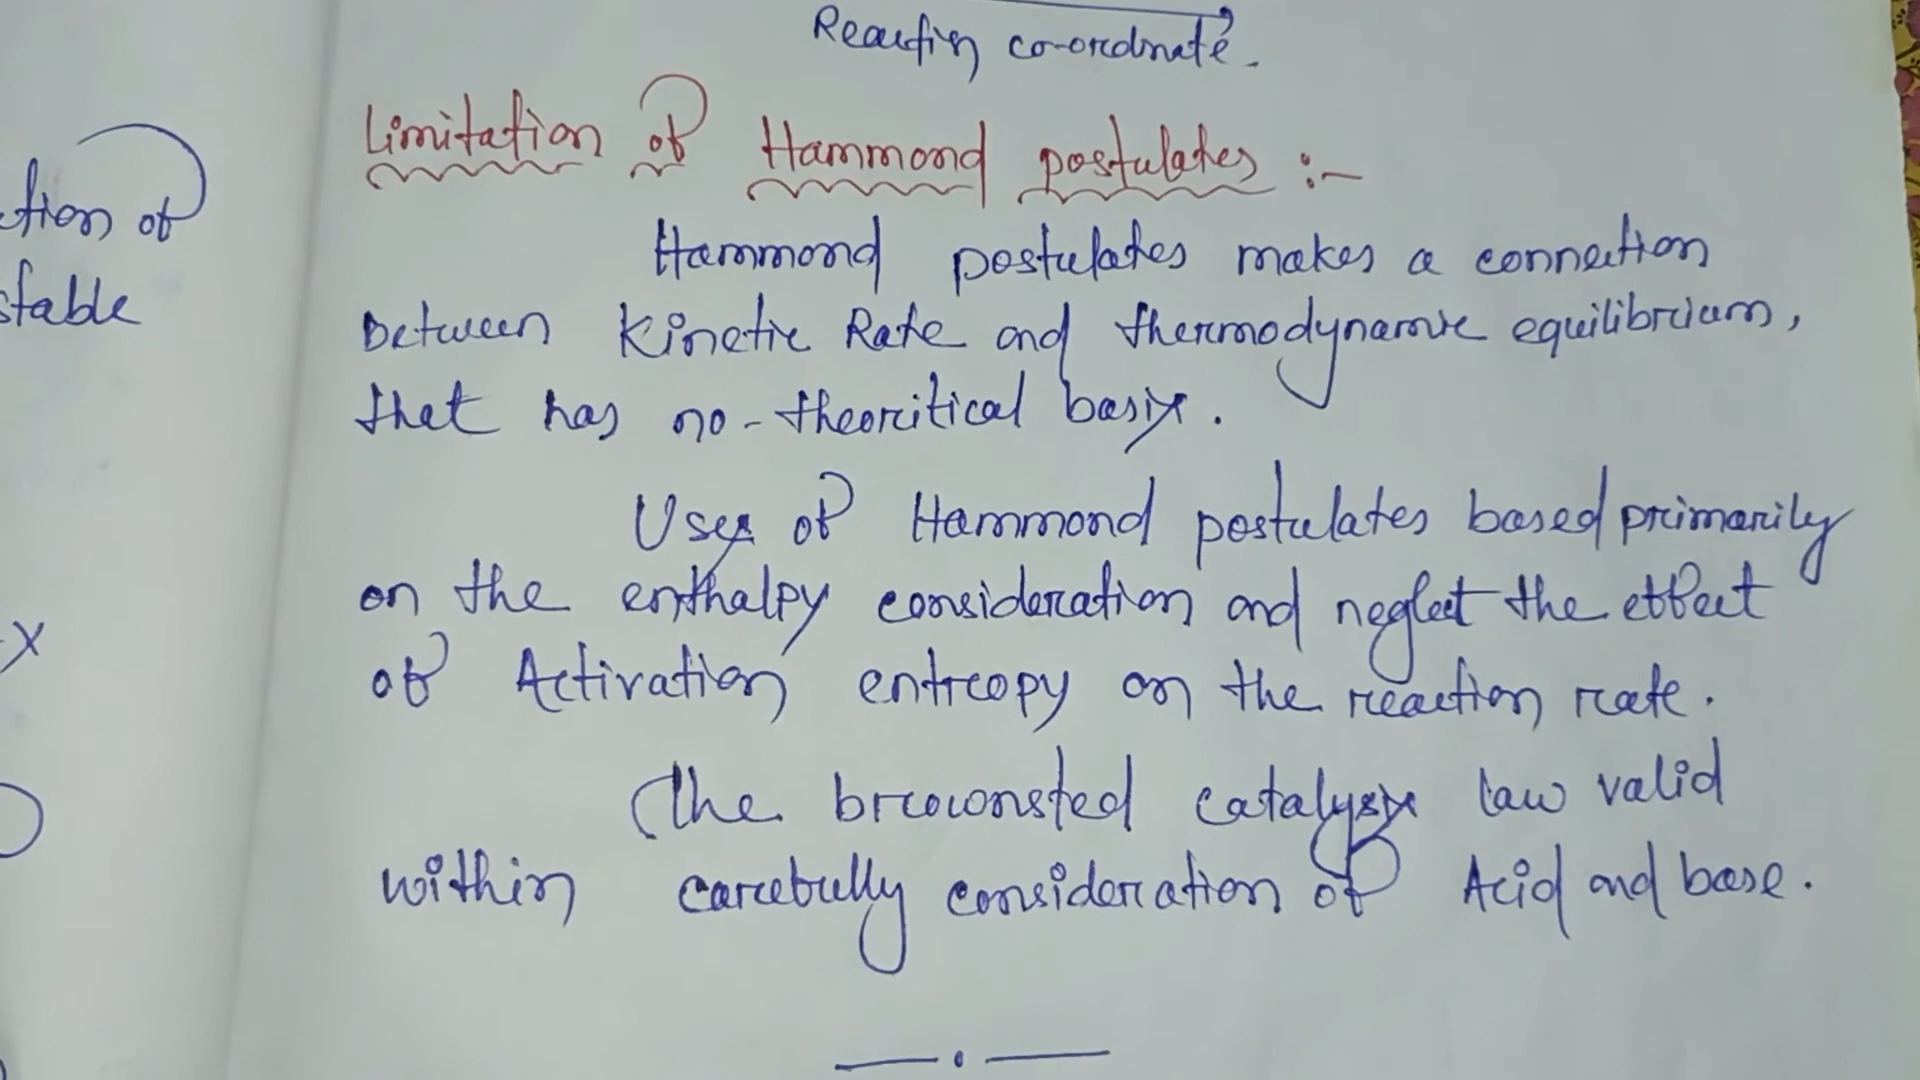 ction of
stable
X
Reaction co-ordinate.
Limitation of Hammond postulates :-
Hammond postulates makes a connection
between Kinetic Rate and thermodynamic equilibrium,
that has no-theoritical basis.
Uses of Hammond postulates based primarily
on the enthalpy consideration and neglect the effect
of Activation entropy on the reaction rate.
The browonsted catalysis law valid
within carefully consideration of Acid and base.